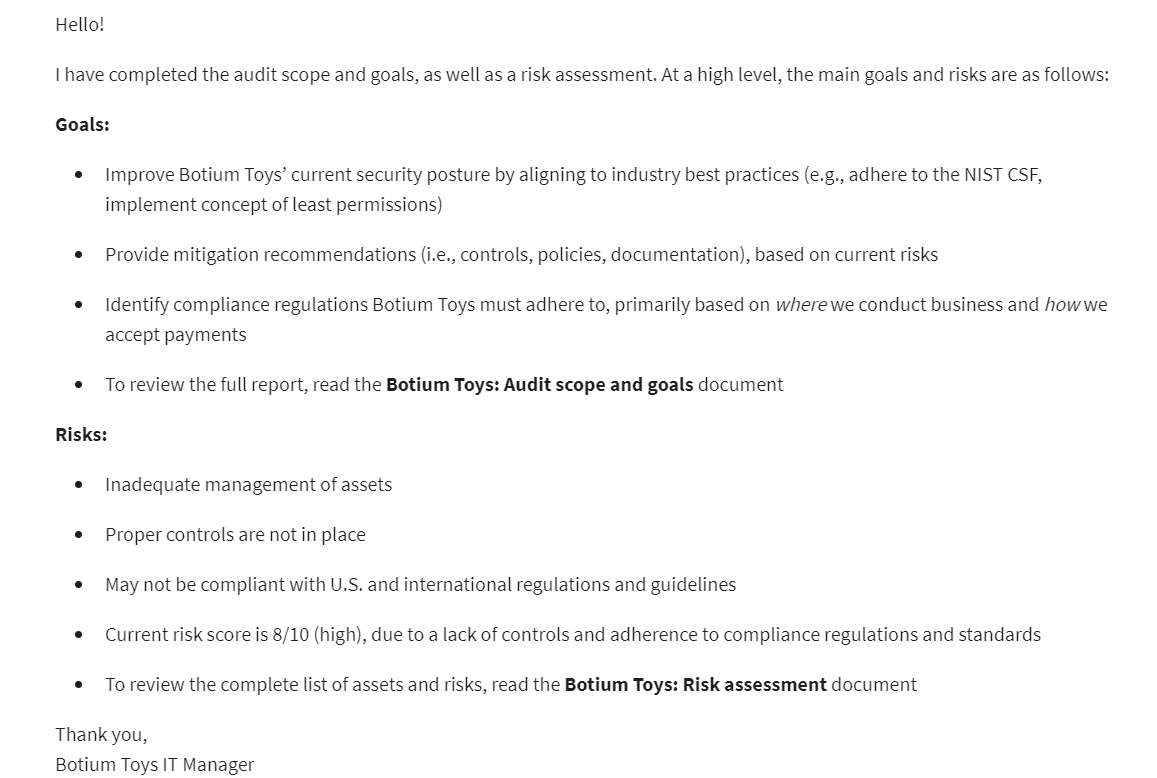 Hello!
I have completed the audit scope and goals, as well as a risk assessment. At a high level, the main goals and risks are as follows:
Goals:
• Improve Botium Toys’ current security posture by aligning to industry best practices (e.g., adhere to the NIST CSF,
implement concept of least permissions)
• Provide mitigation recommendations (i.e., controls, policies, documentation), based on current risks
• Identify compliance regulations Botium Toys must adhere to, primarily based on where we conduct business and how we
accept payments
• To review the full report, read the Botium Toys: Audit scope and goals document
Risks:
• Inadequate management of assets
• Proper controls are not in place
• May not be compliant with U.S. and international regulations and guidelines
• Current risk score is 8/10 (high), due to a lack of controls and adherence to compliance regulations and standards
• To review the complete list of assets and risks, read the Botium Toys: Risk assessment document
Thank you,
Botium Toys IT Manager